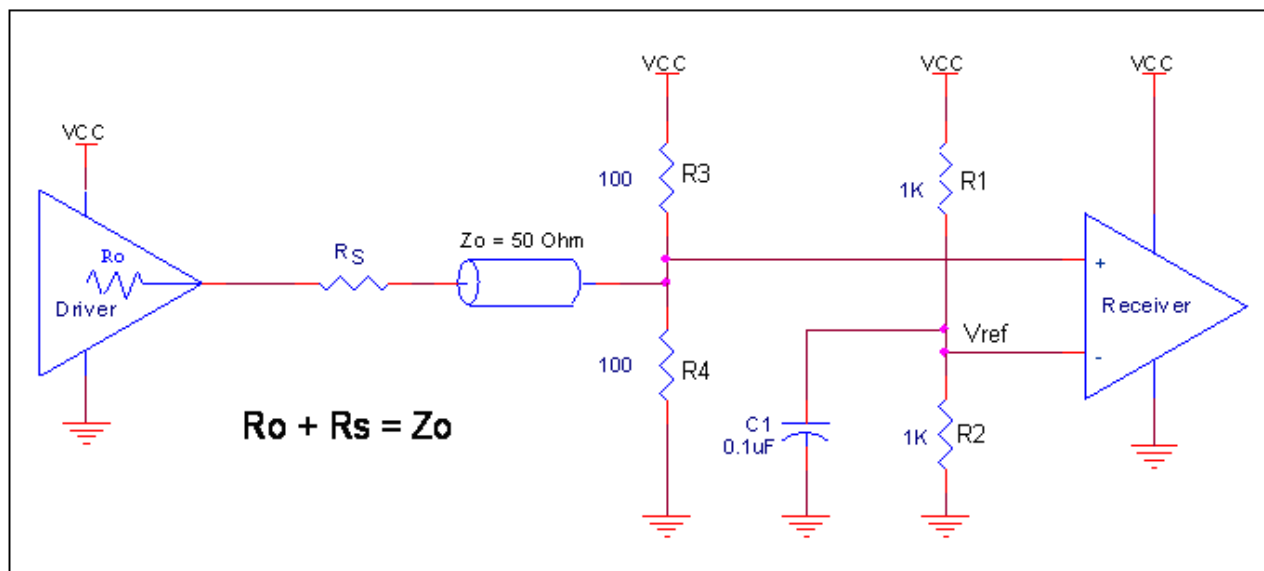 VCC
VCC
VCC
VCC
100
R3
1K
R1
Zo = 50 Ohm
Ro
RS
+
Driver
Receiver
Vref
-
100
R4
Ro + Rs = Zo
C1
0.1uF
1K
R2